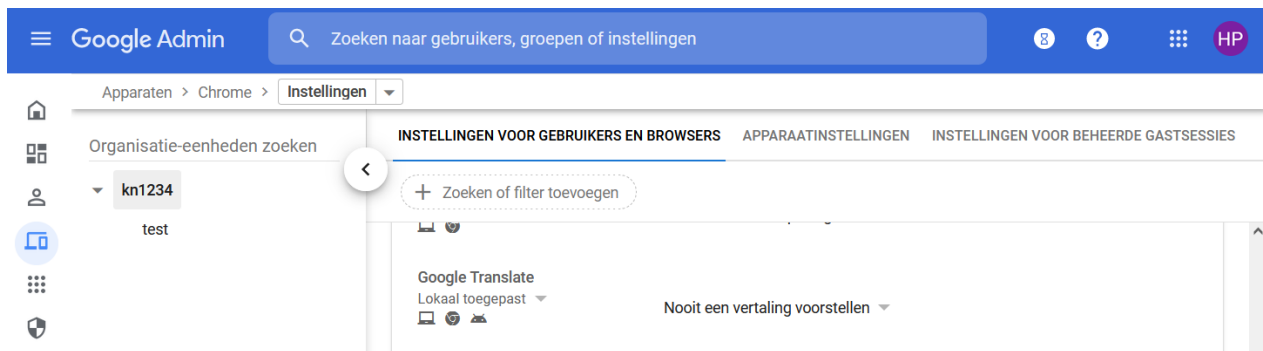 Google Admin
Zoeken naar gebruikers, groepen of instellingen
HP
Apparaten > Chrome > Instellingen
Organisatie-eenheden zoeken
kn1234
test
INSTELLINGEN VOOR GEBRUIKERS EN BROWSERS
APPARAATINSTELLINGEN
INSTELLINGEN VOOR BEHEERDE GASTSESSIES
+ Zoeken of filter toevoegen
Google Translate
Lokaal toegepast
Nooit een vertaling voorstellen